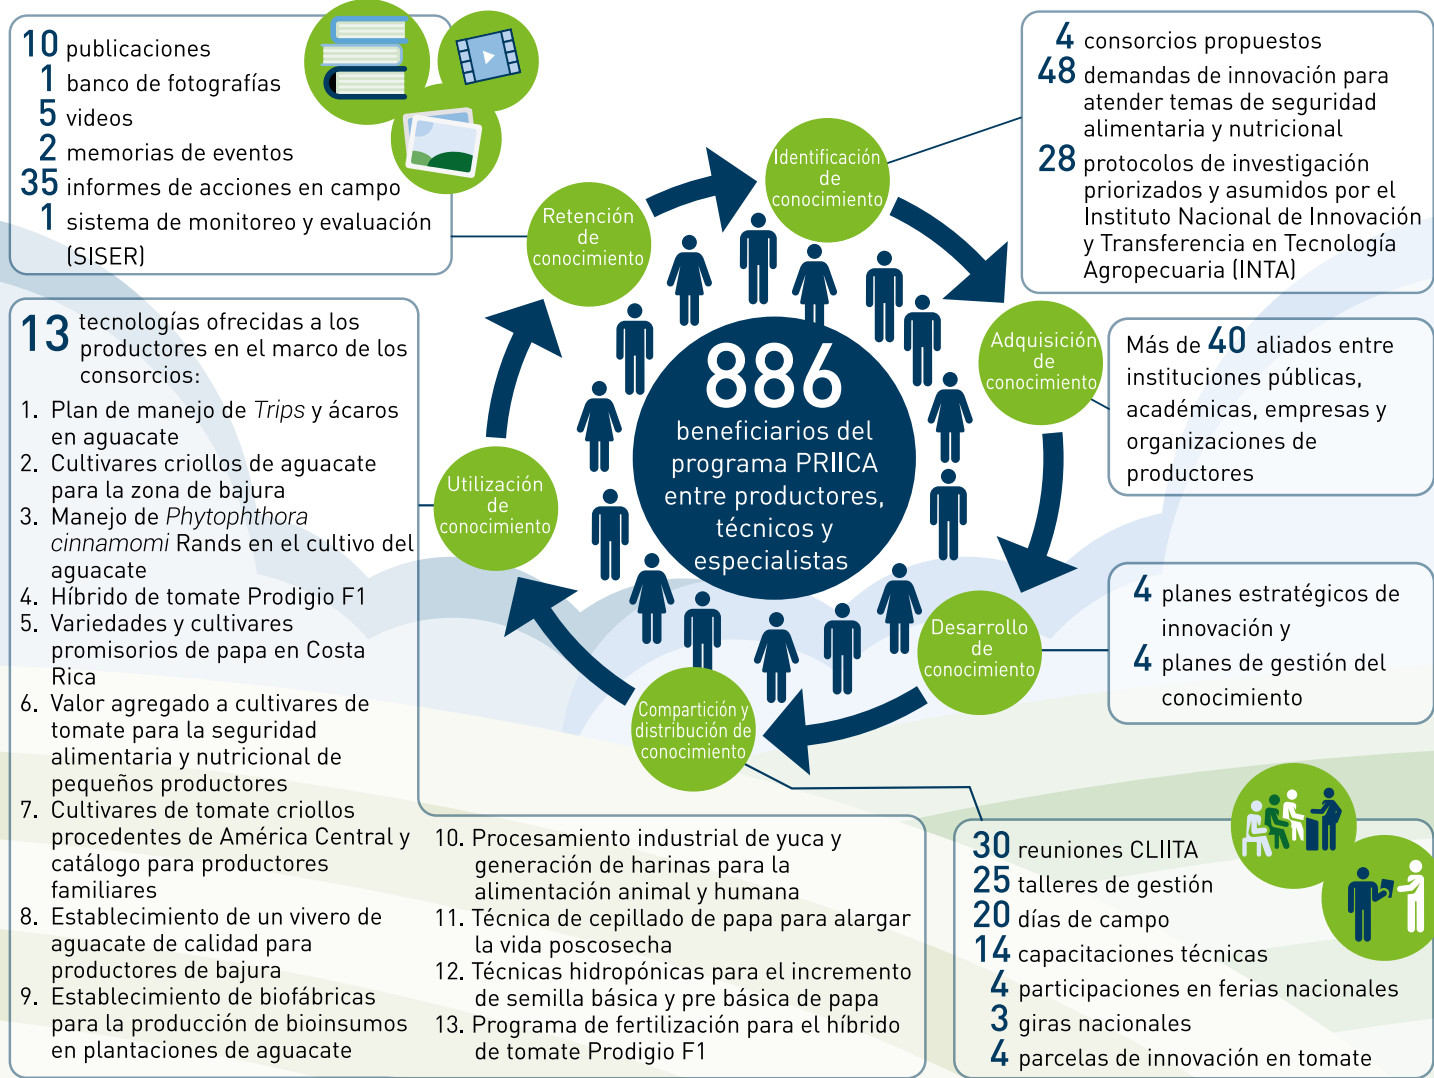 10 publicaciones
1 banco de fotografías
5 videos
2 memorias de eventos
35 informes de acciones en campo
1 sistema de monitoreo y evaluación
(SISER)
4 consorcios propuestos
48 demandas de innovación para
atender temas de seguridad
alimentaria y nutricional
28 protocolos de investigación
priorizados y asumidos por el
Instituto Nacional de Innovación
y Transferencia en Tecnología
Agropecuaria (INTA)
Identificación
de
conocimiento
Retención
de
conocimiento
Adquisición
de
conocimiento
Más de 40 aliados entre
instituciones públicas,
académicas, empresas y
organizaciones de
productores
886
beneficiarios del
programa PRIICA
entre productores,
técnicos y
especialistas
Utilización
de
conocimiento
Desarrollo
de
conocimiento
4 planes estratégicos de
innovación y
4 planes de gestión del
conocimiento
Compartición y
distribución de
conocimiento
13 tecnologías ofrecidas a los
productores en el marco de los
consorcios:
1. Plan de manejo de Trips y ácaros
en aguacate
2. Cultivares criollos de aguacate
para la zona de bajura
3. Manejo de Phytophthora
cinnamomi Rands en el cultivo del
aguacate
4. Híbrido de tomate Prodigio F1
5. Variedades y cultivares
promisorios de papa en Costa
Rica
6. Valor agregado a cultivares de
tomate para la seguridad
alimentaria y nutricional de
pequeños productores
7. Cultivares de tomate criollos
procedentes de América Central y
catálogo para productores
familiares
8. Establecimiento de un vivero de
aguacate de calidad para
productores de bajura
9. Establecimiento de biofábricas
para la producción de bioinsumos
en plantaciones de aguacate
10. Procesamiento industrial de yuca y
generación de harinas para la
alimentación animal y humana
11. Técnica de cepillado de papa para alargar
la vida poscosecha
12. Técnicas hidropónicas para el incremento
de semilla básica y pre básica de papa
13. Programa de fertilización para el híbrido
de tomate Prodigio F1
30 reuniones CLIITA
25 talleres de gestión
20 días de campo
14 capacitaciones técnicas
4 participaciones en ferias nacionales
3 giras nacionales
4 parcelas de innovación en tomate